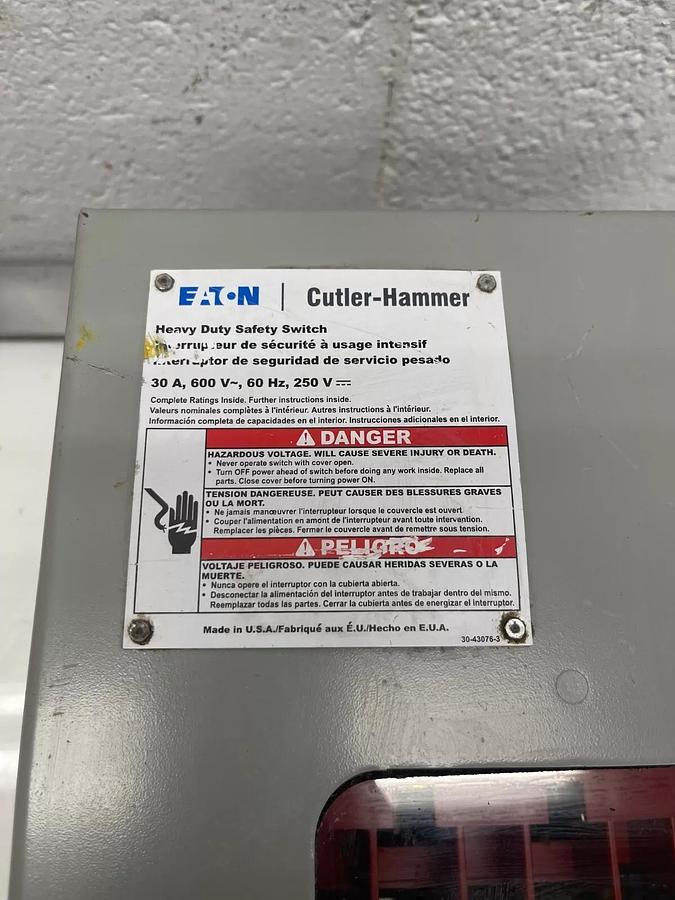 EATON | Cutler-Hammer
Heavy Duty Safety Switch
Interrupteur de sécurité à usage intensif
Interruptor de seguridad de servicio pesado
30 A, 600 V~, 60 Hz, 250 V ⎓
Complete Ratings Inside. Further instructions inside.
Valeurs nominales complètes à l'intérieur. Autres instructions à l'intérieur.
Información completa de capacidades en el interior. Instrucciones adicionales en el interior.
⚠ DANGER
HAZARDOUS VOLTAGE. WILL CAUSE SEVERE INJURY OR DEATH.
• Never operate switch with cover open.
• Turn OFF power ahead of switch before doing any work inside. Replace all
parts. Close cover before turning power ON.
TENSION DANGEREUSE. PEUT CAUSER DES BLESSURES GRAVES
OU LA MORT.
• Ne jamais manœuvrer l'interrupteur lorsque le couvercle est ouvert
• Couper l'alimentation en amont de l'interrupteur avant toute intervention.
Remplacer les pièces. Fermer le couvercle avant de remettre sous tension.
⚠ PELIGRO
VOLTAJE PELIGROSO. PUEDE CAUSAR HERIDAS SEVERAS O LA
MUERTE.
• Nunca opere el interruptor con la cubierta abierta.
• Desconectar la alimentación del interruptor antes de trabajar dentro del mismo.
Reemplazar todas las partes. Cerrar la cubierta antes de energizar el interruptor.
Made in U.S.A./Fabriqué aux É.U./Hecho en E.U.A.
30-43076-3